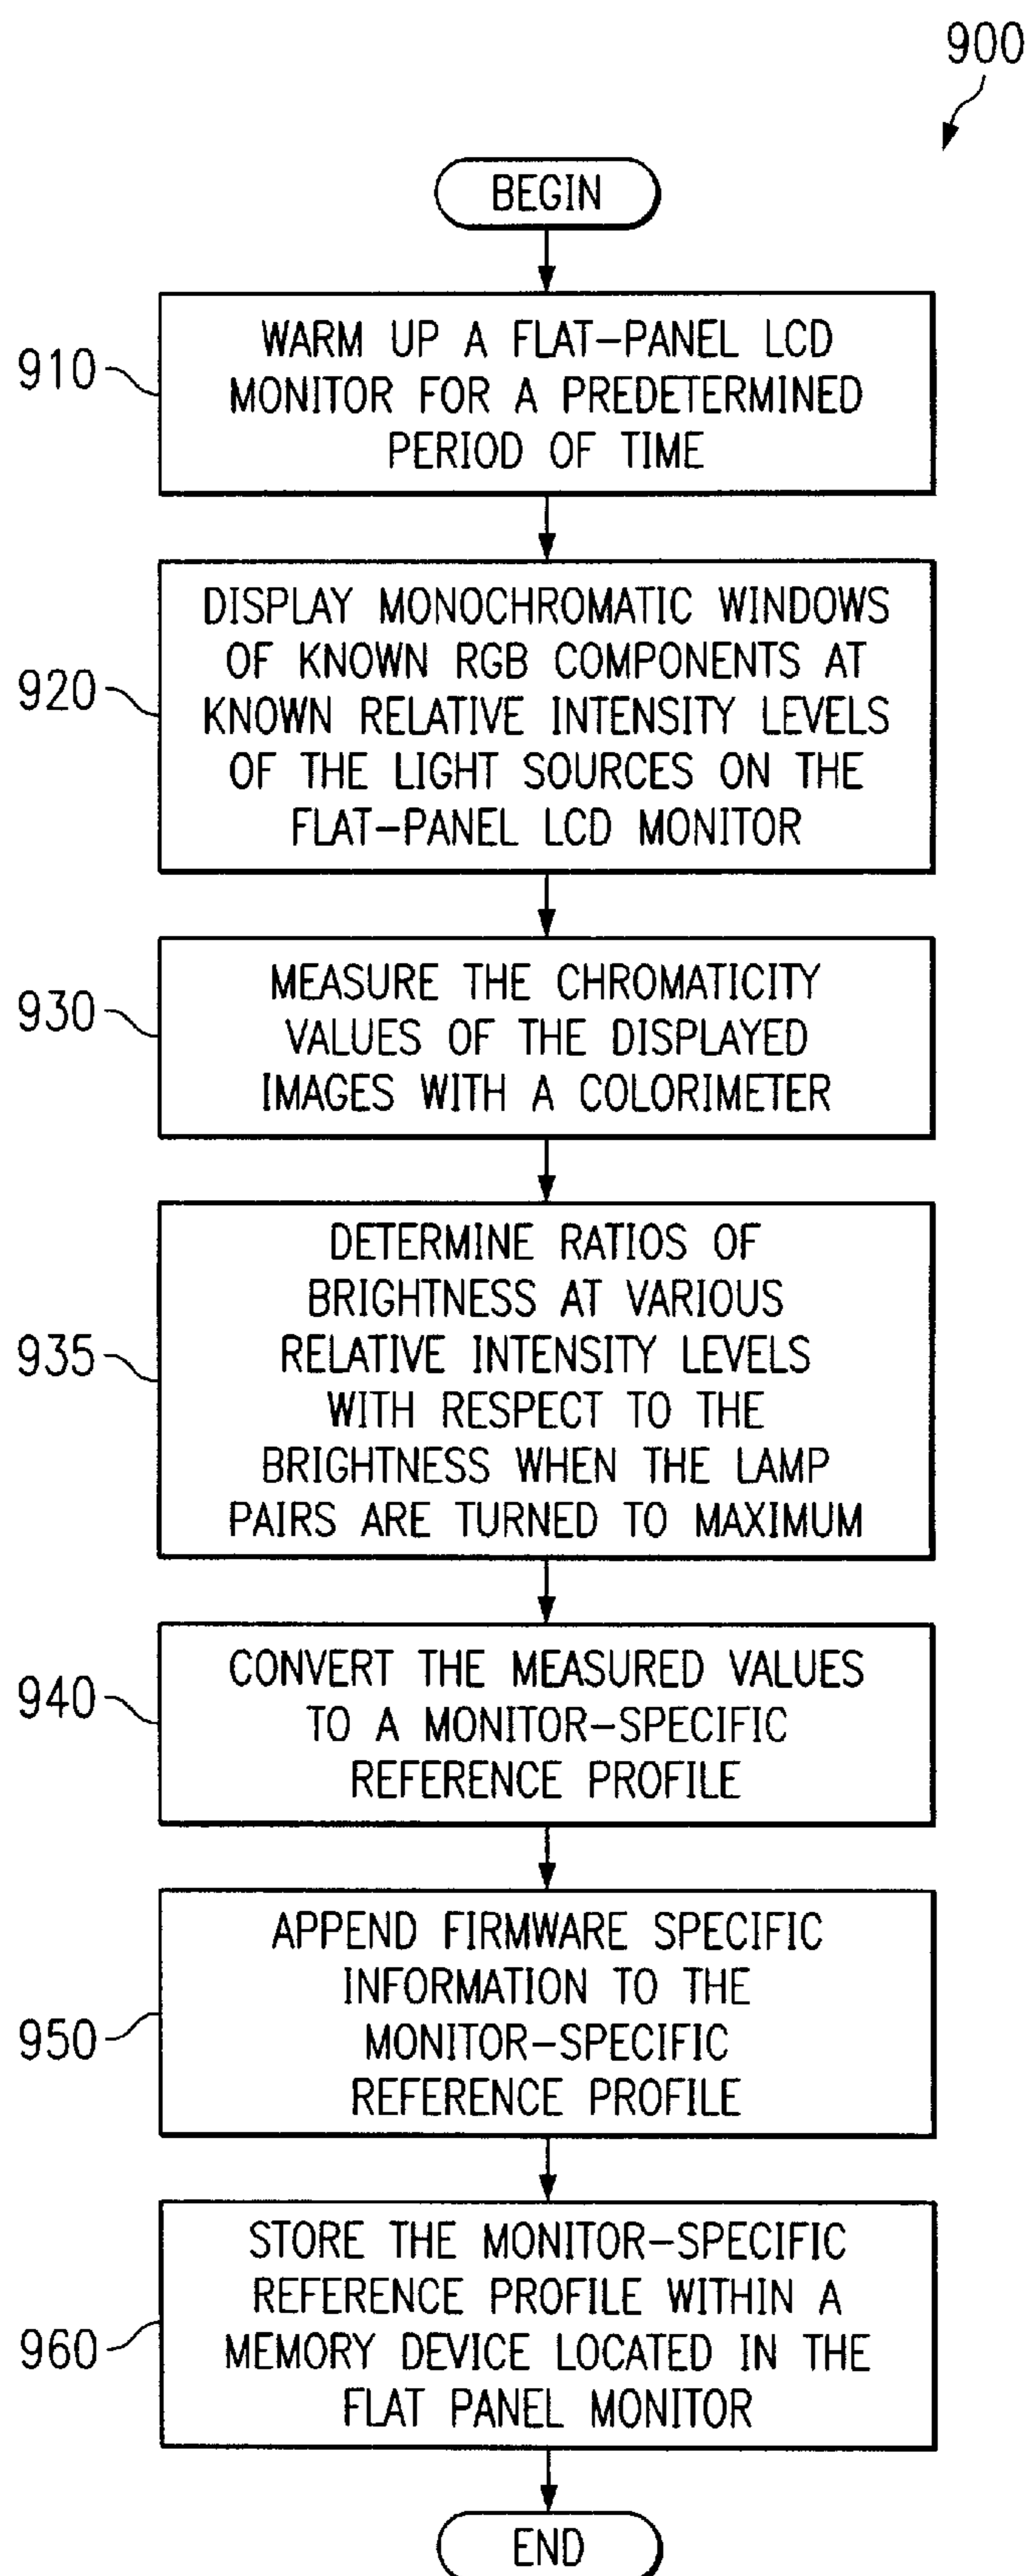 900
BEGIN
910
WARM UP A FLAT-PANEL LCD
MONITOR FOR A PREDETERMINED
PERIOD OF TIME
920
DISPLAY MONOCHROMATIC WINDOWS
OF KNOWN RGB COMPONENTS AT
KNOWN RELATIVE INTENSITY LEVELS
OF THE LIGHT SOURCES ON THE
FLAT-PANEL LCD MONITOR
930
MEASURE THE CHROMATICITY
VALUES OF THE DISPLAYED
IMAGES WITH A COLORIMETER
935
DETERMINE RATIOS OF
BRIGHTNESS AT VARIOUS
RELATIVE INTENSITY LEVELS
WITH RESPECT TO THE
BRIGHTNESS WHEN THE LAMP
PAIRS ARE TURNED TO MAXIMUM
940
CONVERT THE MEASURED VALUES
TO A MONITOR-SPECIFIC
REFERENCE PROFILE
950
APPEND FIRMWARE SPECIFIC
INFORMATION TO THE
MONITOR-SPECIFIC
REFERENCE PROFILE
960
STORE THE MONITOR-SPECIFIC
REFERENCE PROFILE WITHIN A
MEMORY DEVICE LOCATED IN THE
FLAT PANEL MONITOR
END